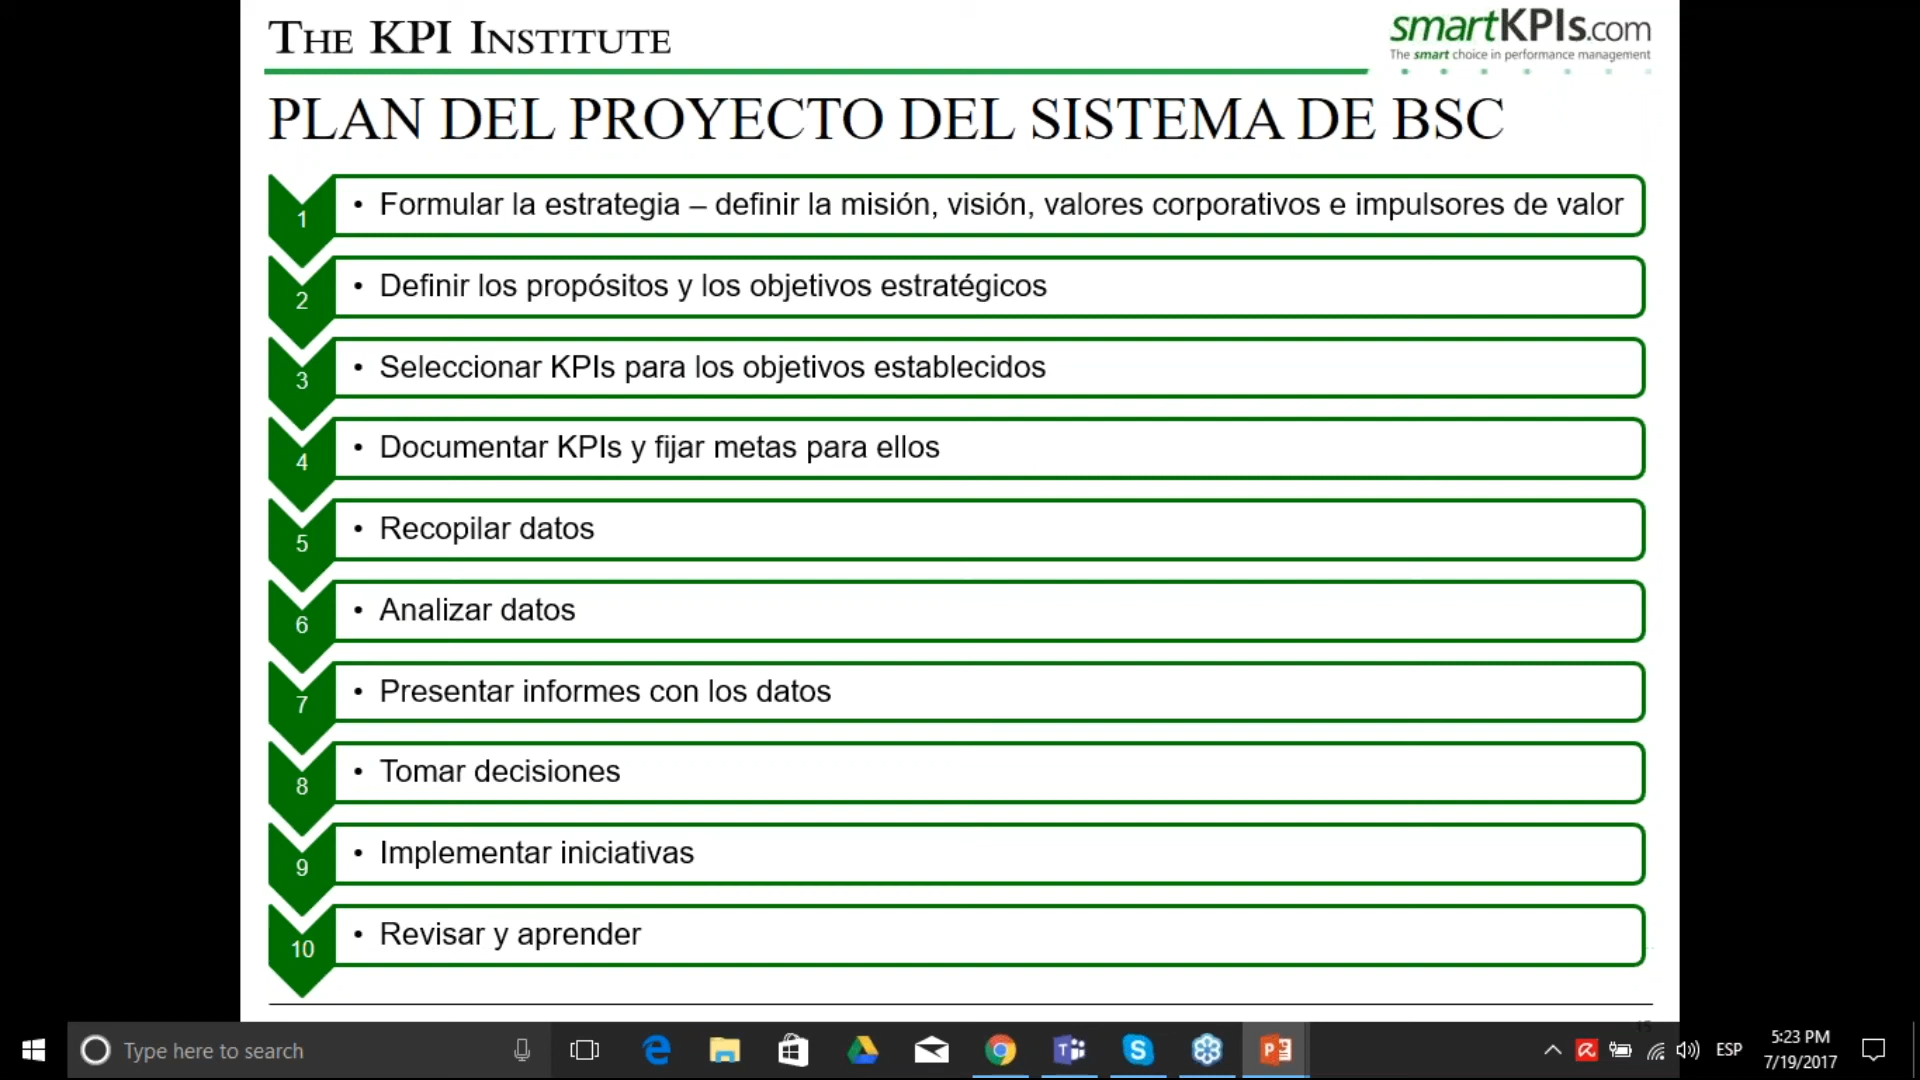 THE KPI INSTITUTE
smartKPIs.com
The smart choice in performance management
PLAN DEL PROYECTO DEL SISTEMA DE BSC
1 • Formular la estrategia – definir la misión, visión, valores corporativos e impulsores de valor
2 • Definir los propósitos y los objetivos estratégicos
3 • Seleccionar KPIs para los objetivos establecidos
4 • Documentar KPIs y fijar metas para ellos
5 • Recopilar datos
6 • Analizar datos
7 • Presentar informes con los datos
8 • Tomar decisiones
9 • Implementar iniciativas
10 • Revisar y aprender
15
Type here to search
ESP
5:23 PM
7/19/2017